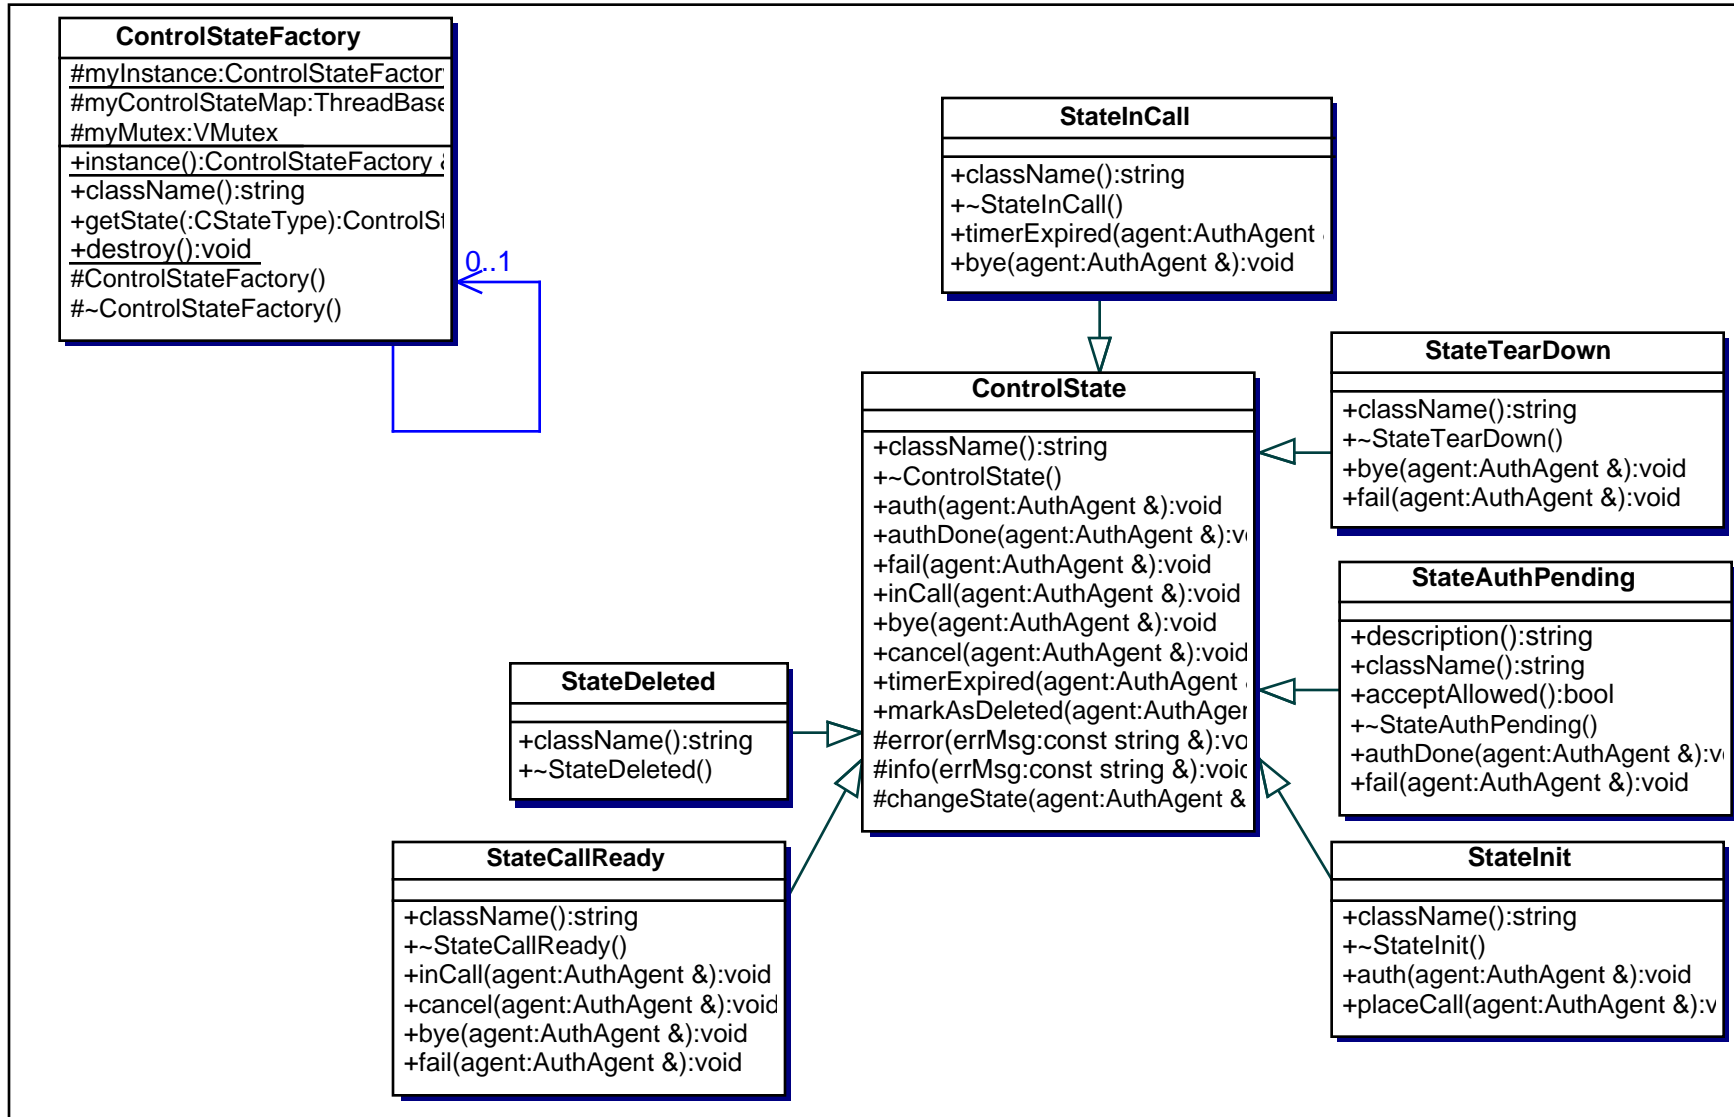 ControlStateFactory
#myInstance:ControlStateFactor
#myControlStateMap:ThreadBase
#myMutex:VMutex
+instance():ControlStateFactory &
+className():string
+getState(:CStateType):ControlSt
+destroy():void
#ControlStateFactory()
#~ControlStateFactory()
0..1
StateInCall
+className():string
+~StateInCall()
+timerExpired(agent:AuthAgent
+bye(agent:AuthAgent &):void
StateTearDown
+className():string
+~StateTearDown()
+bye(agent:AuthAgent &):void
+fail(agent:AuthAgent &):void
ControlState
+className():string
+~ControlState()
+auth(agent:AuthAgent &):void
+authDone(agent:AuthAgent &):v
+fail(agent:AuthAgent &):void
+inCall(agent:AuthAgent &):void
+bye(agent:AuthAgent &):void
+cancel(agent:AuthAgent &):void
+timerExpired(agent:AuthAgent
+markAsDeleted(agent:AuthAgen
#error(errMsg:const string &):vo
#info(errMsg:const string &):void
#changeState(agent:AuthAgent &
StateAuthPending
+description():string
+className():string
+acceptAllowed():bool
+~StateAuthPending()
+authDone(agent:AuthAgent &):v
+fail(agent:AuthAgent &):void
StateDeleted
+className():string
+~StateDeleted()
StateCallReady
+className():string
+~StateCallReady()
+inCall(agent:AuthAgent &):void
+cancel(agent:AuthAgent &):void
+bye(agent:AuthAgent &):void
+fail(agent:AuthAgent &):void
StateInit
+className():string
+~StateInit()
+auth(agent:AuthAgent &):void
+placeCall(agent:AuthAgent &):v